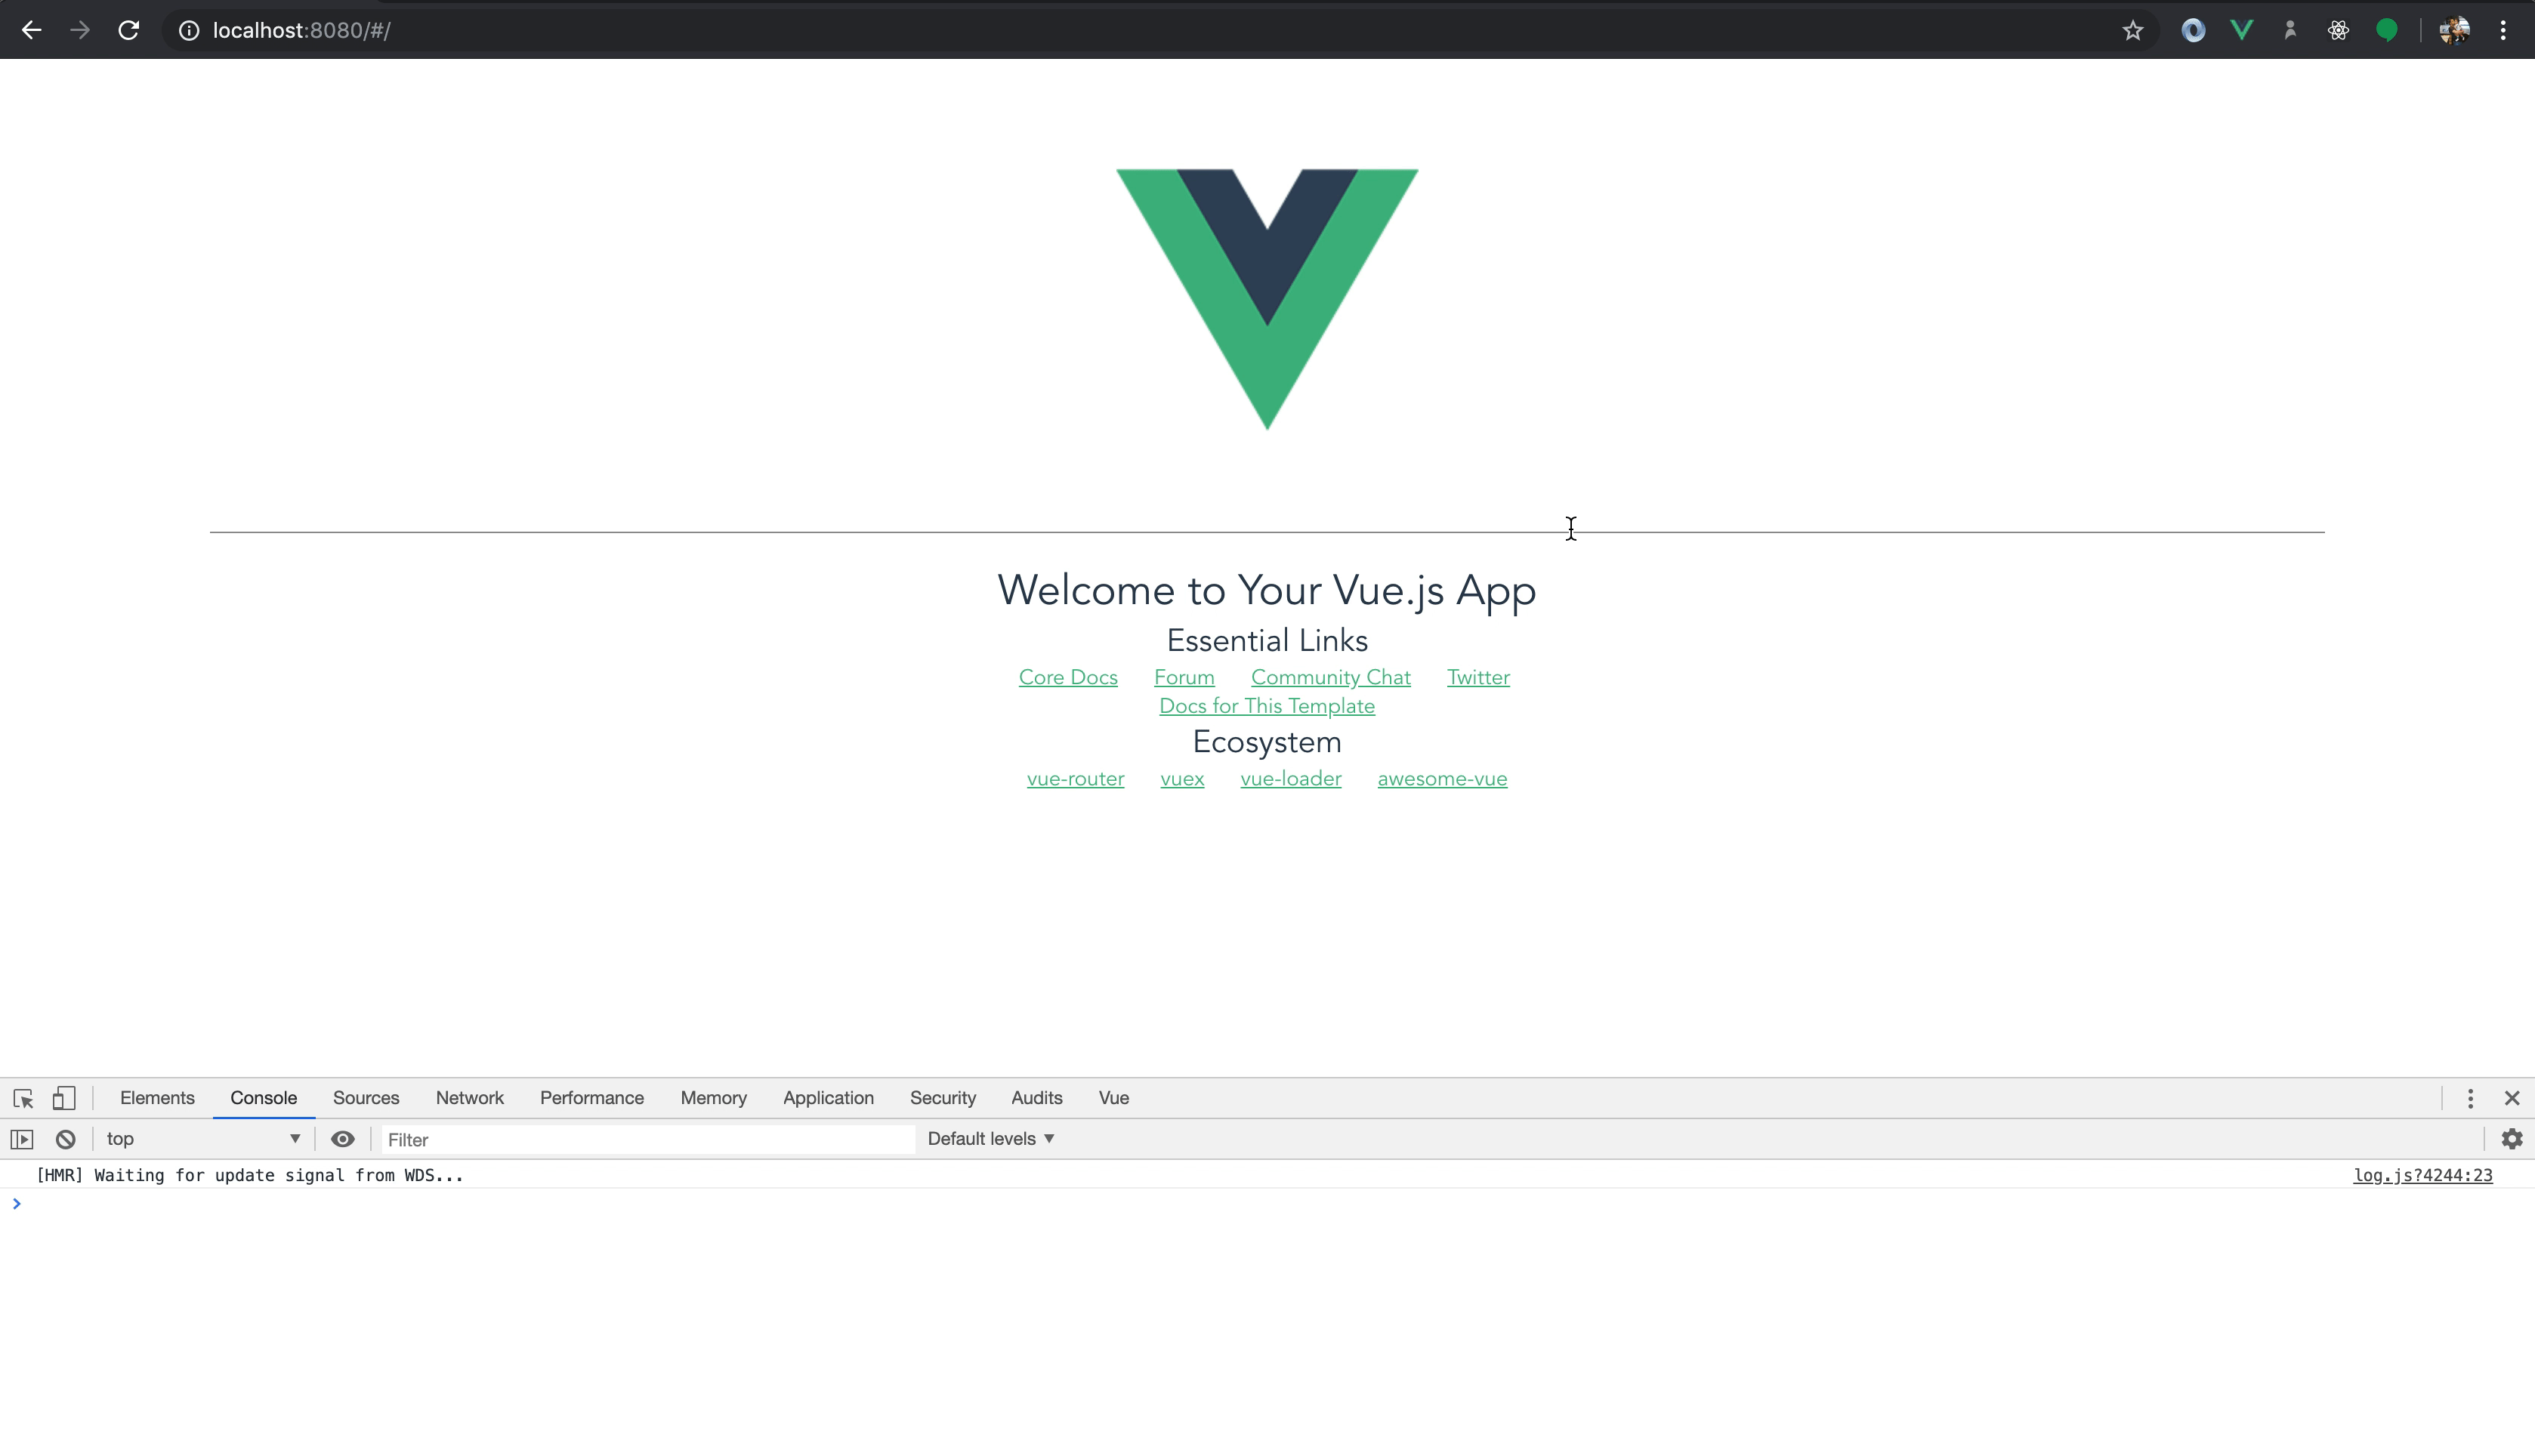 localhost:8080/#/
Welcome to Your Vue.js App
Essential Links
Core Docs Forum Community Chat Twitter
Docs for This Template
Ecosystem
vue-router vuex vue-loader awesome-vue
Elements Console Sources Network Performance Memory Application Security Audits Vue
top Filter Default levels
[HMR] Waiting for update signal from WDS... log.js?4244:23